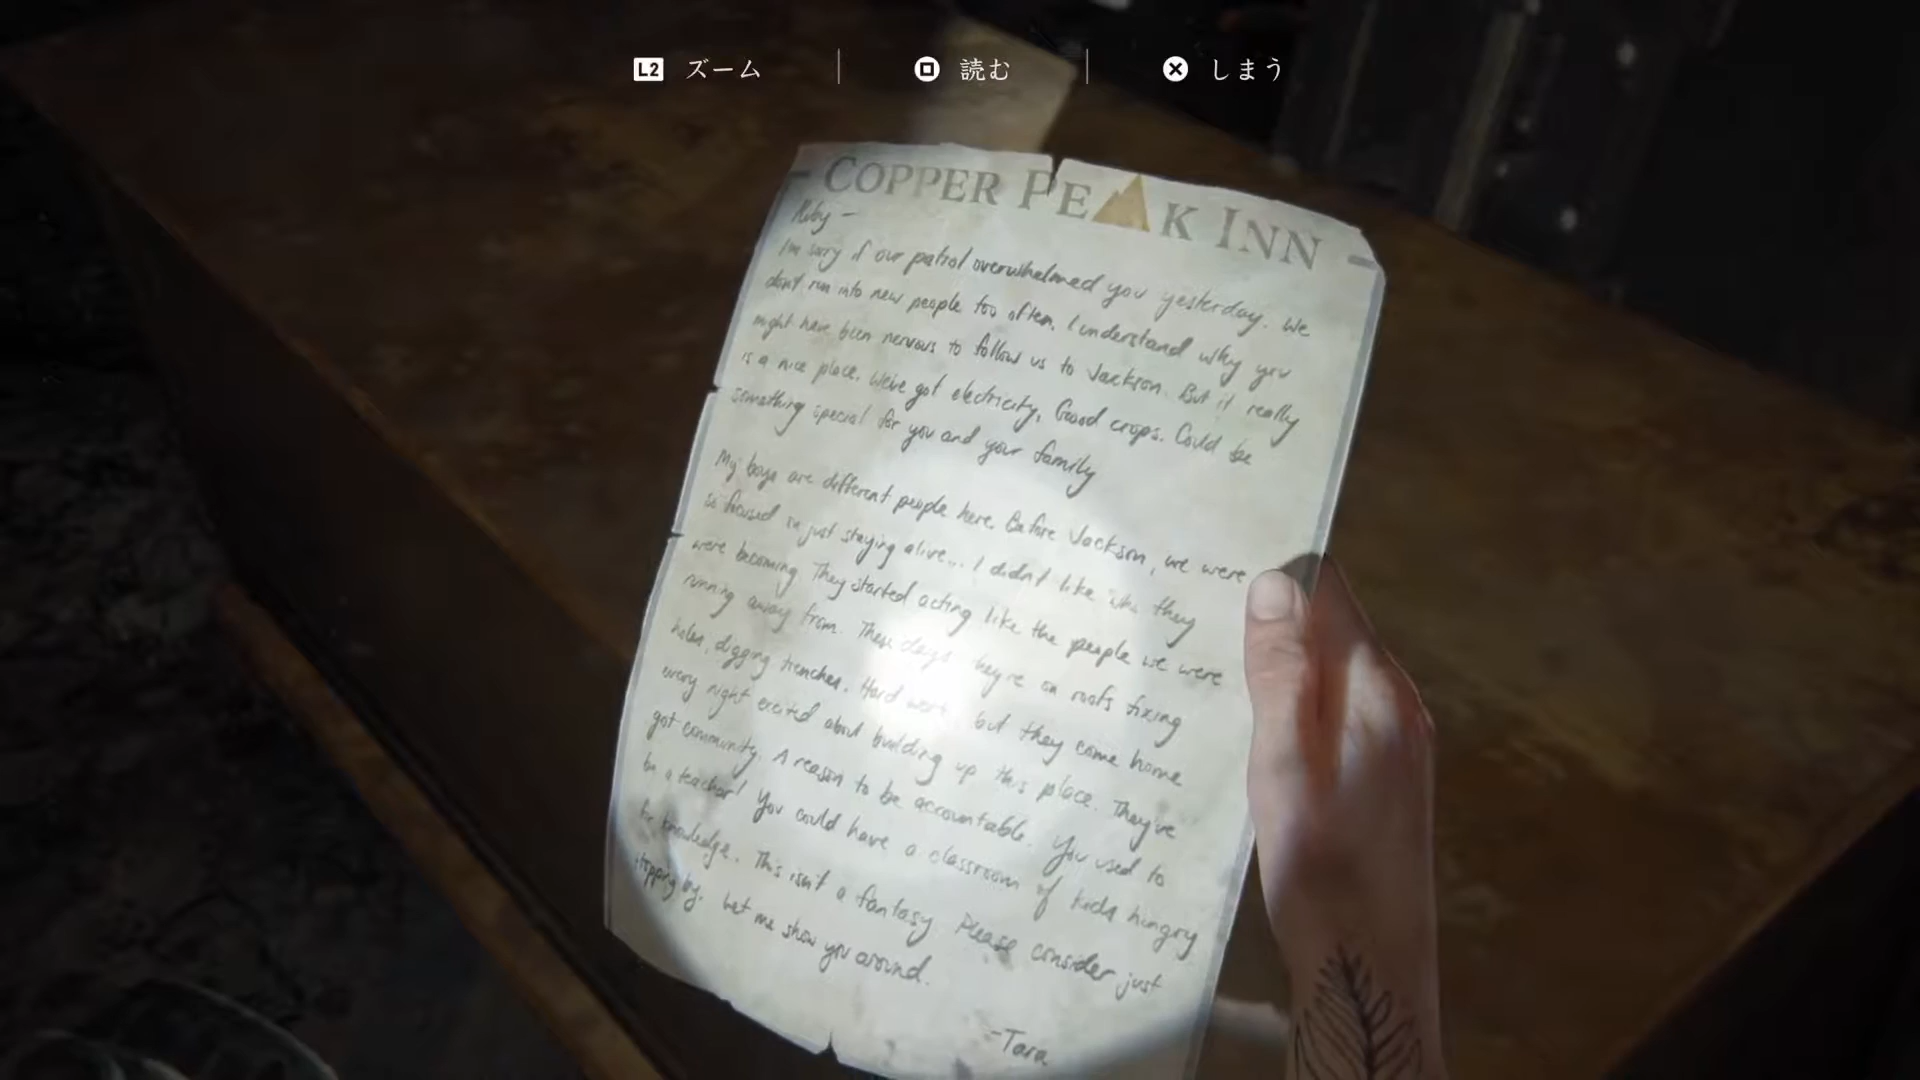 L2 ズーム
読む
しまう
COPPER PEAK INN
Ruby -
I'm sorry if our patrol overwhelmed you yesterday. We
don't run into new people too often. I understand why you
might have been nervous to follow us to Jackson. But it really
is a nice place. We've got electricity. Good crops. Could be
something special for you and your family
My boys are different people here. Before Jackson, we were
so focused on just staying alive... I didn't like who they
were becoming They started acting like the people we were
running away from. These days they're on roofs fixing
holes, digging trenches. Hard work but they come home
every night excited about building up this place. They've
got community. A reason to be accountable. You used to
be a teacher! You could have a classroom of kids hungry
for knowledge. This isn't a fantasy. Please consider just
stopping by. Let me show you around.
-Tara